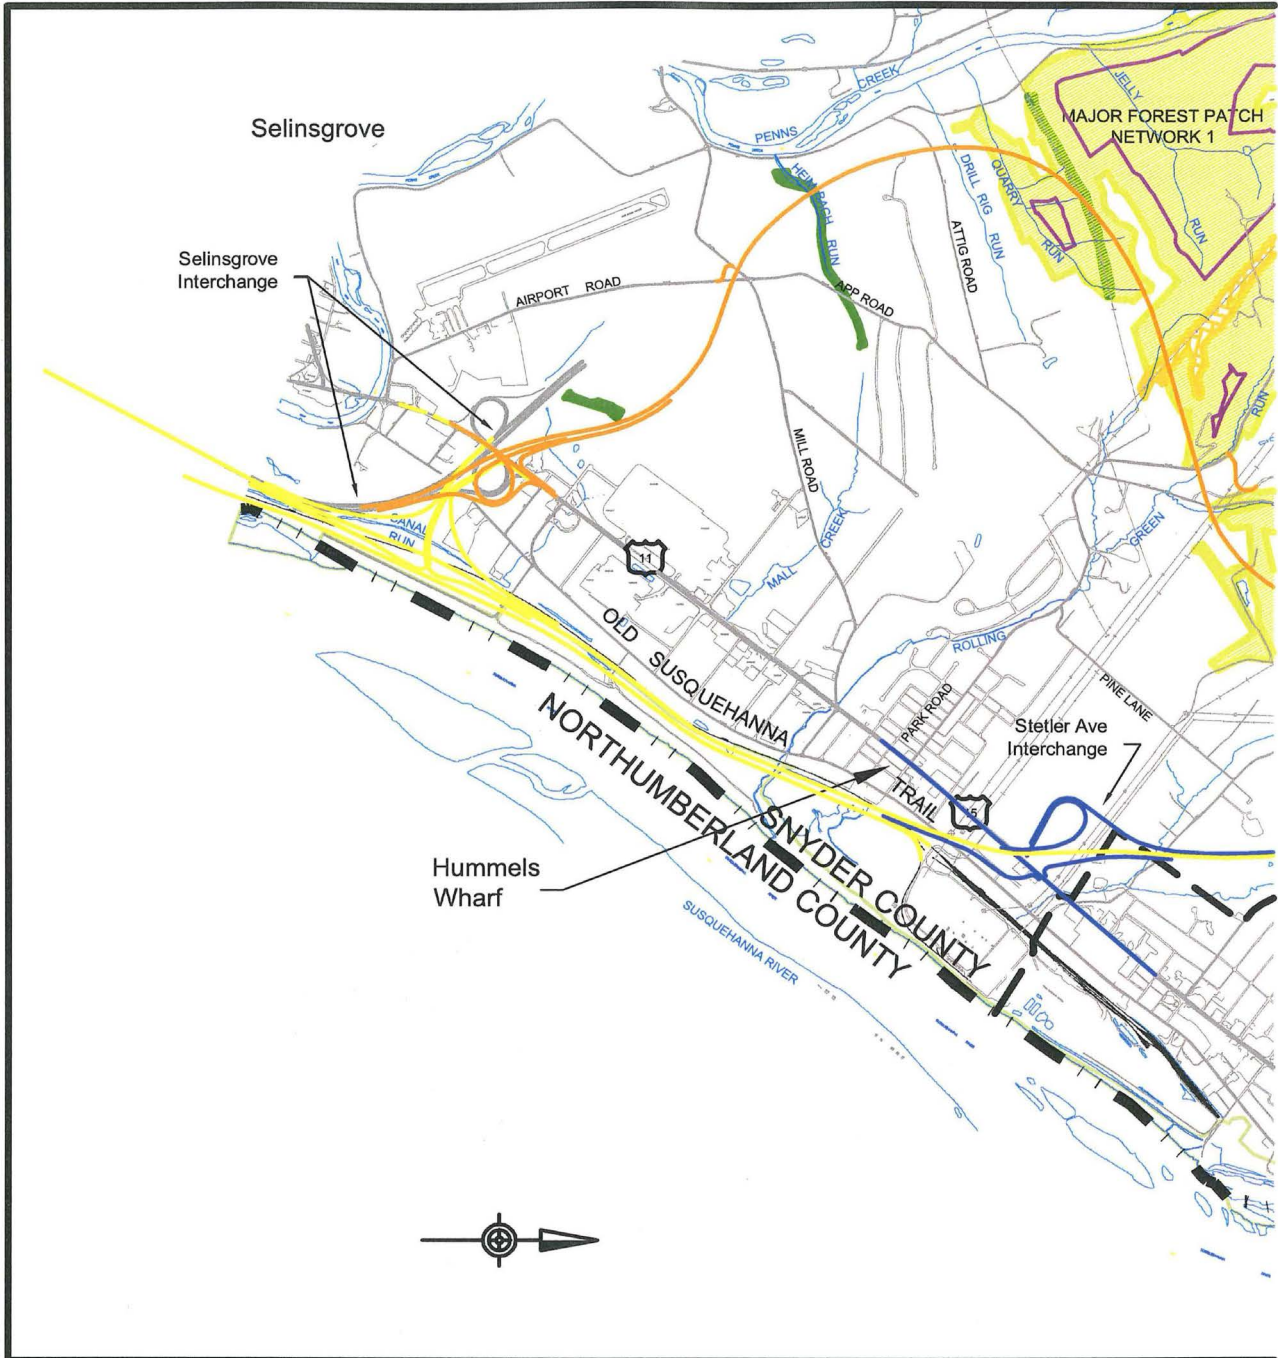 Selinsgrove
Selinsgrove
Interchange
PENNS
CREEK
JELLY
RUN
MAJOR FOREST PATCH
NETWORK 1
HEIMBACH
RUN
QUARRY
RUN
DRILL RIG
RUN
ATTIG ROAD
AIRPORT ROAD
APP ROAD
MILL ROAD
MALL
CREEK
CANAL
RUN
11
OLD SUSQUEHANNA
TRAIL
ROLLING
GREEN
RUN
PARK ROAD
PINE LANE
Stetler Ave
Interchange
15
Hummels
Wharf
NORTHUMBERLAND COUNTY
SNYDER COUNTY
SUSQUEHANNA RIVER